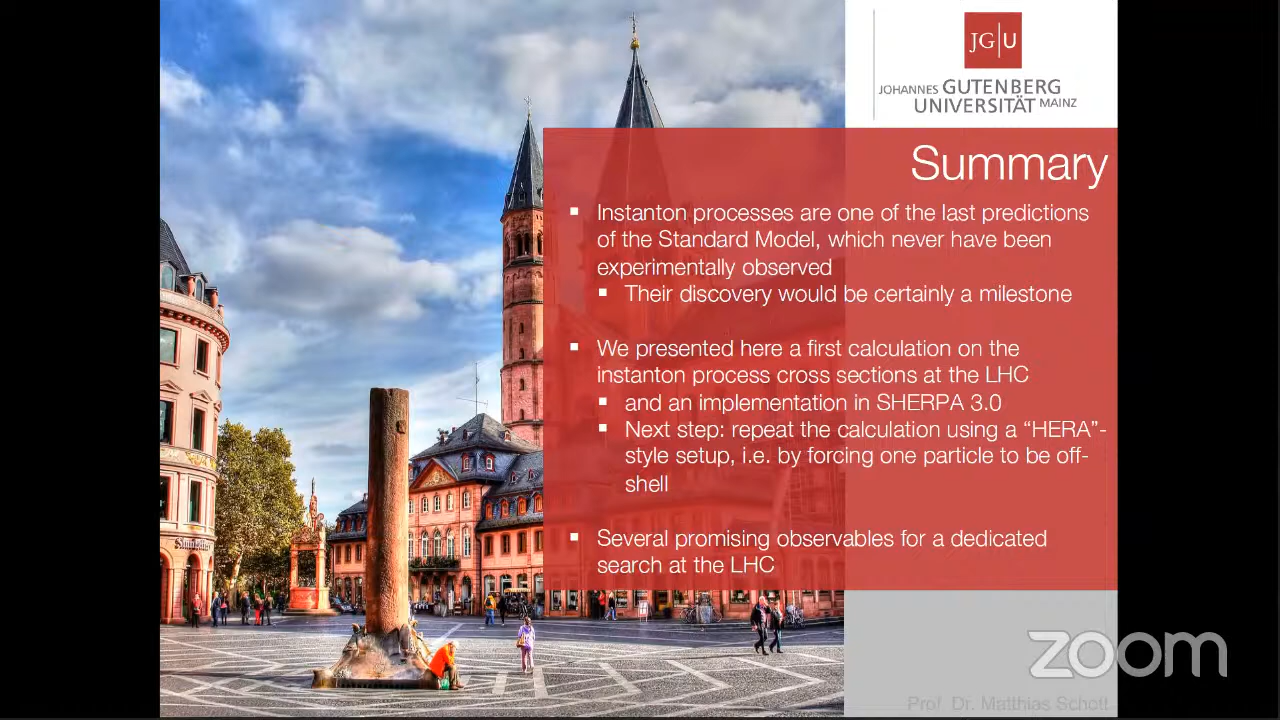 JG|U
JOHANNES GUTENBERG
UNIVERSITÄT MAINZ
Summary
▪ Instanton processes are one of the last predictions
of the Standard Model, which never have been
experimentally observed
▪ Their discovery would be certainly a milestone
▪ We presented here a first calculation on the
instanton process cross sections at the LHC
▪ and an implementation in SHERPA 3.0
▪ Next step: repeat the calculation using a “HERA”-
style setup, i.e. by forcing one particle to be off-
shell
▪ Several promising observables for a dedicated
search at the LHC
zoom
Prof. Dr. Matthias Schott